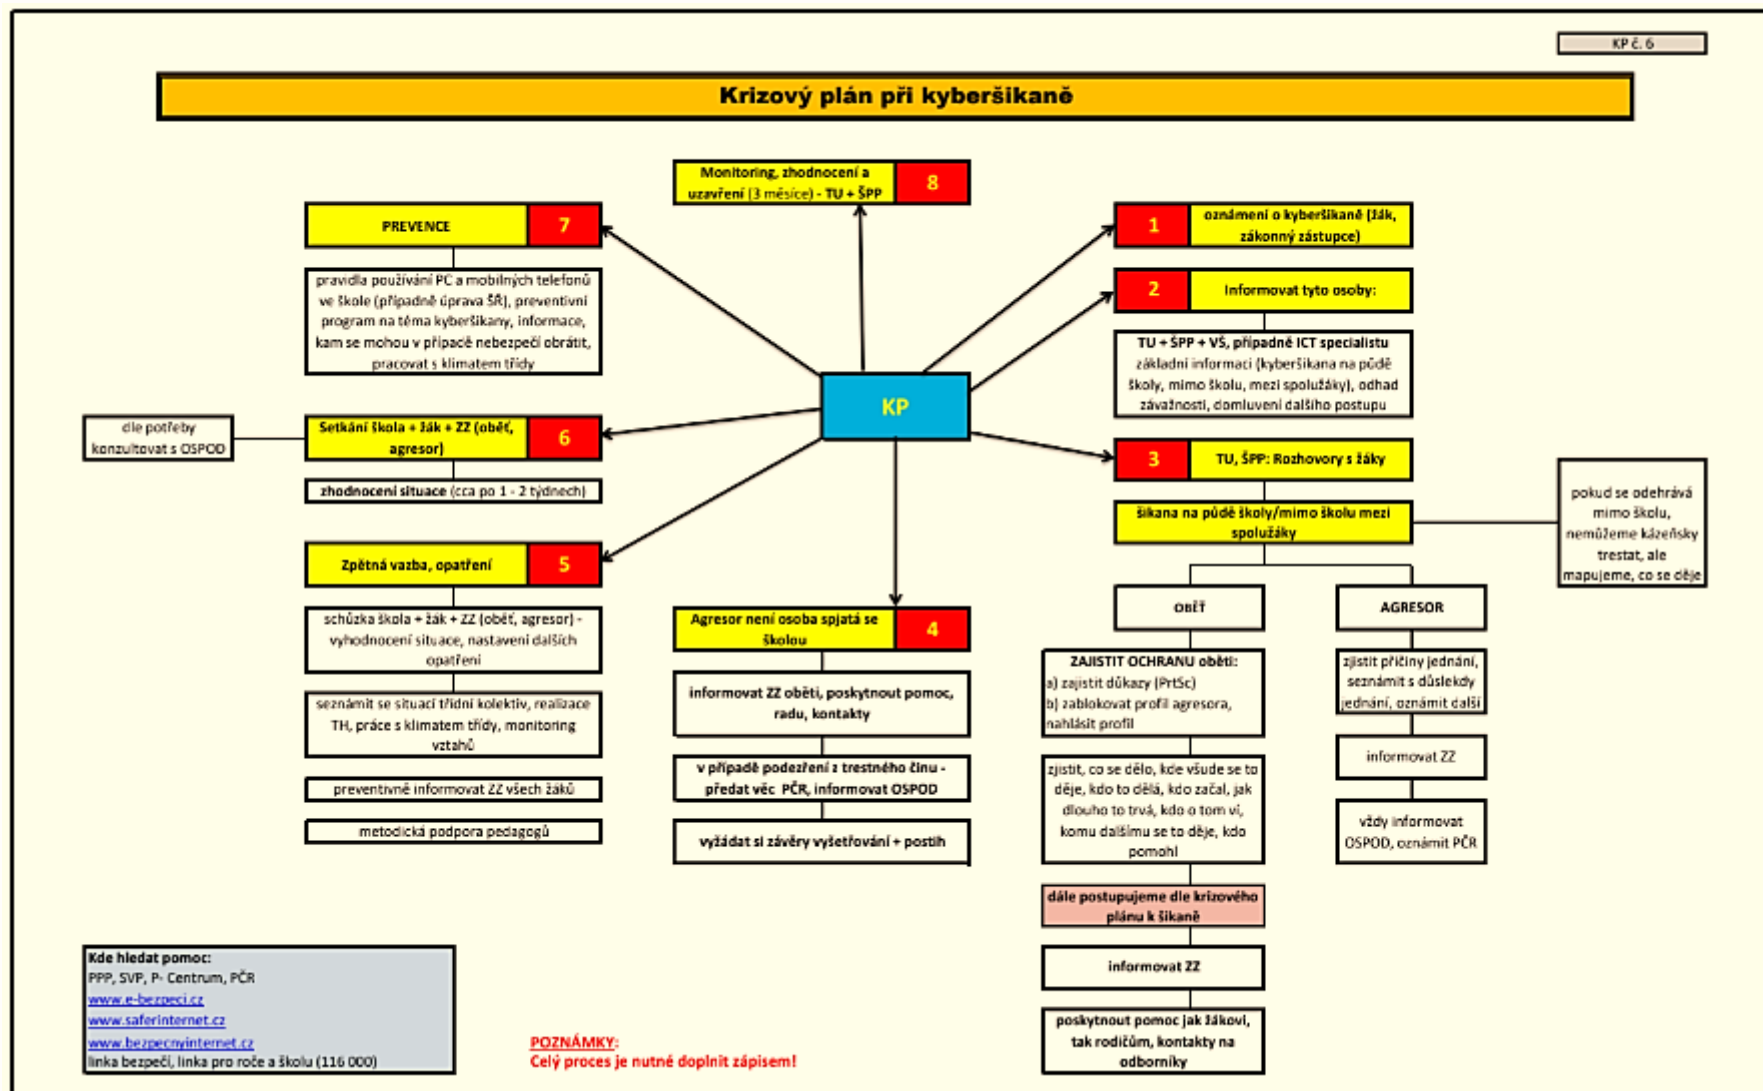 KP č. 6
Krizový plán při kyberšikaně
Monitoring, zhodnocení a
uzavření (3 měsíce) - TU + ŠPP
8
PREVENCE
7
pravidla používání PC a mobilných telefonů
ve škole (případně úprava ŠŘ), preventivní
program na téma kyberšikany, informace,
kam se mohou v případě nebezpečí obrátit,
pracovat s klimatem třídy
1
oznámení o kyberšikaně (žák,
zákonný zástupce)
2
Informovat tyto osoby:
TU + ŠPP + VŠ, případně ICT specialistu
základní informaci (kyberšikana na půdě
školy, mimo školu, mezi spolužáky), odhad
závažnosti, domluvení dalšího postupu
KP
dle potřeby
konzultovat s OSPOD
Setkání škola + žák + ZZ (oběť,
agresor)
6
zhodnocení situace (cca po 1 - 2 týdnech)
3
TU, ŠPP: Rozhovory s žáky
šikana na půdě školy/mimo školu mezi
spolužáky
pokud se odehrává
mimo školu,
nemůžeme kázeňsky
trestat, ale
mapujeme, co se děje
Zpětná vazba, opatření
5
schůzka škola + žák + ZZ (oběť, agresor) -
vyhodnocení situace, nastavení dalších
opatření
seznámit se situací třídní kolektiv, realizace
TH, práce s klimatem třídy, monitoring
vztahů
preventivně informovat ZZ všech žáků
metodická podpora pedagogů
Agresor není osoba spjatá se
školou
4
informovat ZZ oběti, poskytnout pomoc,
radu, kontakty
v případě podezření z trestného činu -
předat věc PČR, informovat OSPOD
vyžádat si závěry vyšetřování + postih
OBĚŤ
ZAJISTIT OCHRANU oběti:
a) zajistit důkazy (PrtSc)
b) zablokovat profil agresora,
nahlásit profil
zjistit, co se dělo, kde všude se to
děje, kdo to dělá, kdo začal, jak
dlouho to trvá, kdo o tom ví,
komu dalšímu se to děje, kdo
pomohl
dále postupujeme dle krizového
plánu k šikaně
informovat ZZ
poskytnout pomoc jak žákovi,
tak rodičům, kontakty na
odborníky
AGRESOR
zjistit příčiny jednání,
seznámit s důsledky
jednání, oznámit další
informovat ZZ
vždy informovat
OSPOD, oznámit PČR
Kde hledat pomoc:
PPP, SVP, P- Centrum, PČR
www.e-bezpeci.cz
www.saferinternet.cz
www.bezpecnyinternet.cz
linka bezpečí, linka pro roče a školu (116 000)
POZNÁMKY:
Celý proces je nutné doplnit zápisem!